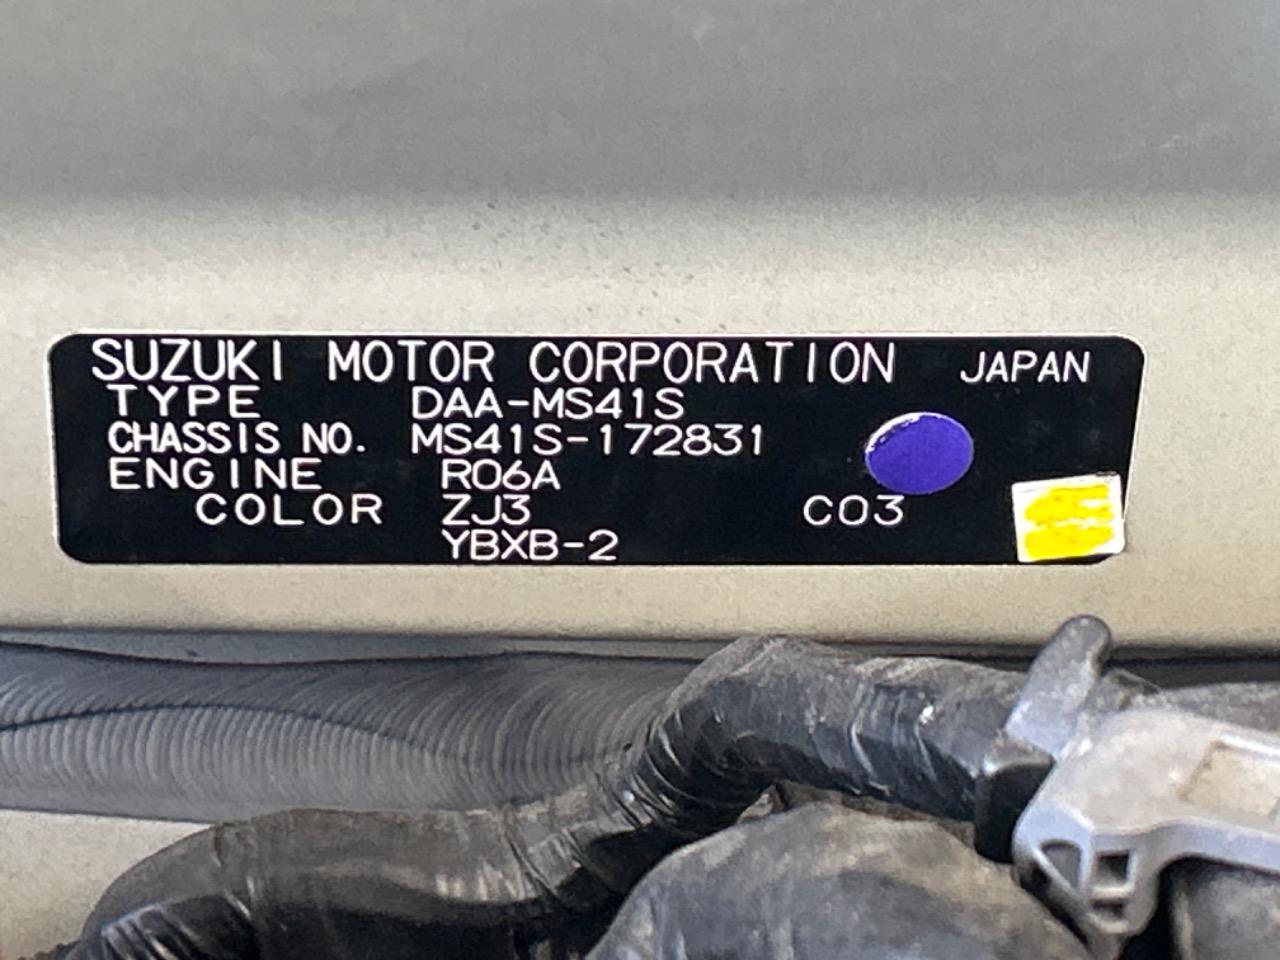 SUZUKI MOTOR CORPORATION JAPAN
TYPE DAA-MS41S
CHASSIS NO. MS41S-172831
ENGINE R06A
COLOR ZJ3 C03
YBXB-2